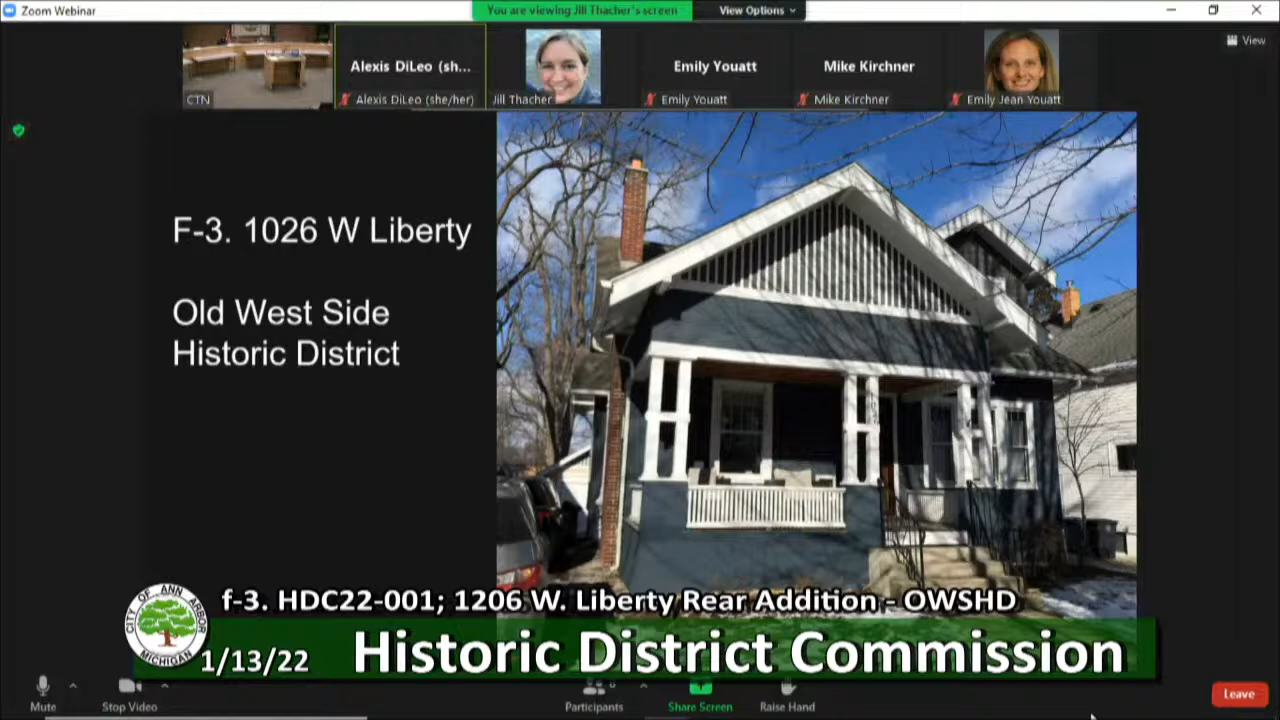 Zoom Webinar
You are viewing Jill Thacher's screen
View Options
View
CTN
Alexis DiLeo (sh...
Alexis DiLeo (she/her)
Jill Thacher
Emily Youatt
Emily Youatt
Mike Kirchner
Mike Kirchner
Emily Jean Youatt
F-3. 1026 W Liberty
Old West Side
Historic District
CITY OF ANN ARBOR
MICHIGAN
f-3. HDC22-001; 1206 W. Liberty Rear Addition - OWSHD
1/13/22
Historic District Commission
Mute
Stop Video
Participants
Share Screen
Raise Hand
Leave